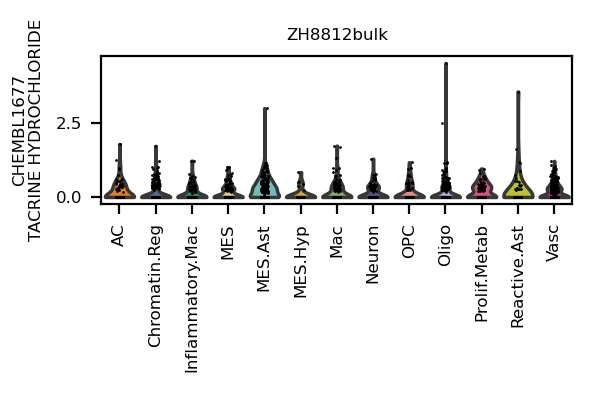 ZH8812bulk
CHEMBL1677
TACRINE HYDROCHLORIDE
2.5
0.0
AC
Chromatin.Reg
Inflammatory.Mac
MES
MES.Ast
MES.Hyp
Mac
Neuron
OPC
Oligo
Prolif.Metab
Reactive.Ast
Vasc